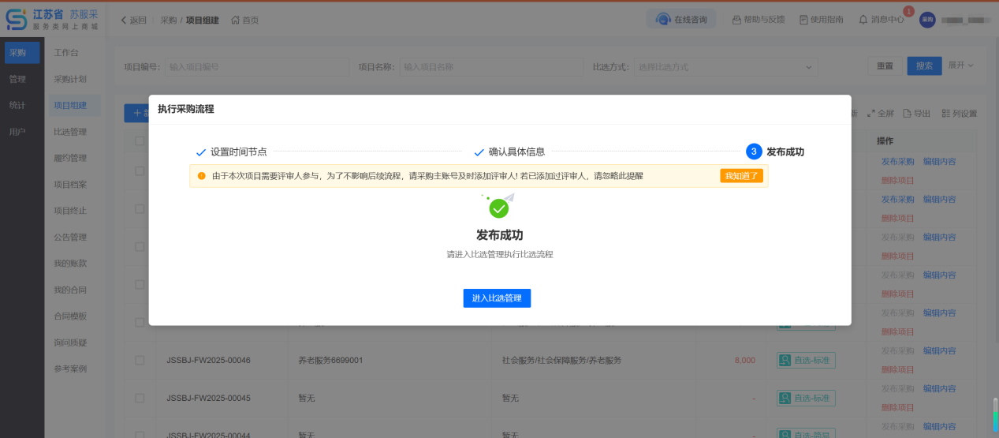 江苏省 苏服采
服务类网上商城
返回 采购 / 项目组建 首页
在线咨询 帮助与反馈 使用指南 消息中心 1 采购
采购
管理
统计
用户
工作台
采购计划
项目组建
比选管理
履约管理
项目档案
项目终止
公告管理
我的账款
我的合同
合同模板
询问质疑
参考案例
项目编号: 输入项目编号 项目名称: 输入项目名称 比选方式: 选择比选方式 重置 搜索 展开
全屏 导出 列设置
执行采购流程
设置时间节点 确认具体信息 3 发布成功
由于本次项目需要评审人参与，为了不影响后续流程，请采购主账号及时添加评审人! 若已添加过评审人，请忽略此提醒 我知道了
发布成功
请进入比选管理执行比选流程
进入比选管理
操作
发布采购 编辑内容
删除项目
发布采购 编辑内容
删除项目
发布采购 编辑内容
删除项目
发布采购 编辑内容
删除项目
发布采购 编辑内容
删除项目
JSSBJ-FW2025-00046 养老服务6699001 社会服务/社会保障服务/养老服务 8,000 直选-标准 发布采购 编辑内容
删除项目
JSSBJ-FW2025-00045 暂无 暂无 - 直选-标准 发布采购 编辑内容
删除项目
JSSBJ-FW2025-00044 暂无 暂无 - 直选-简易 发布采购 编辑内容